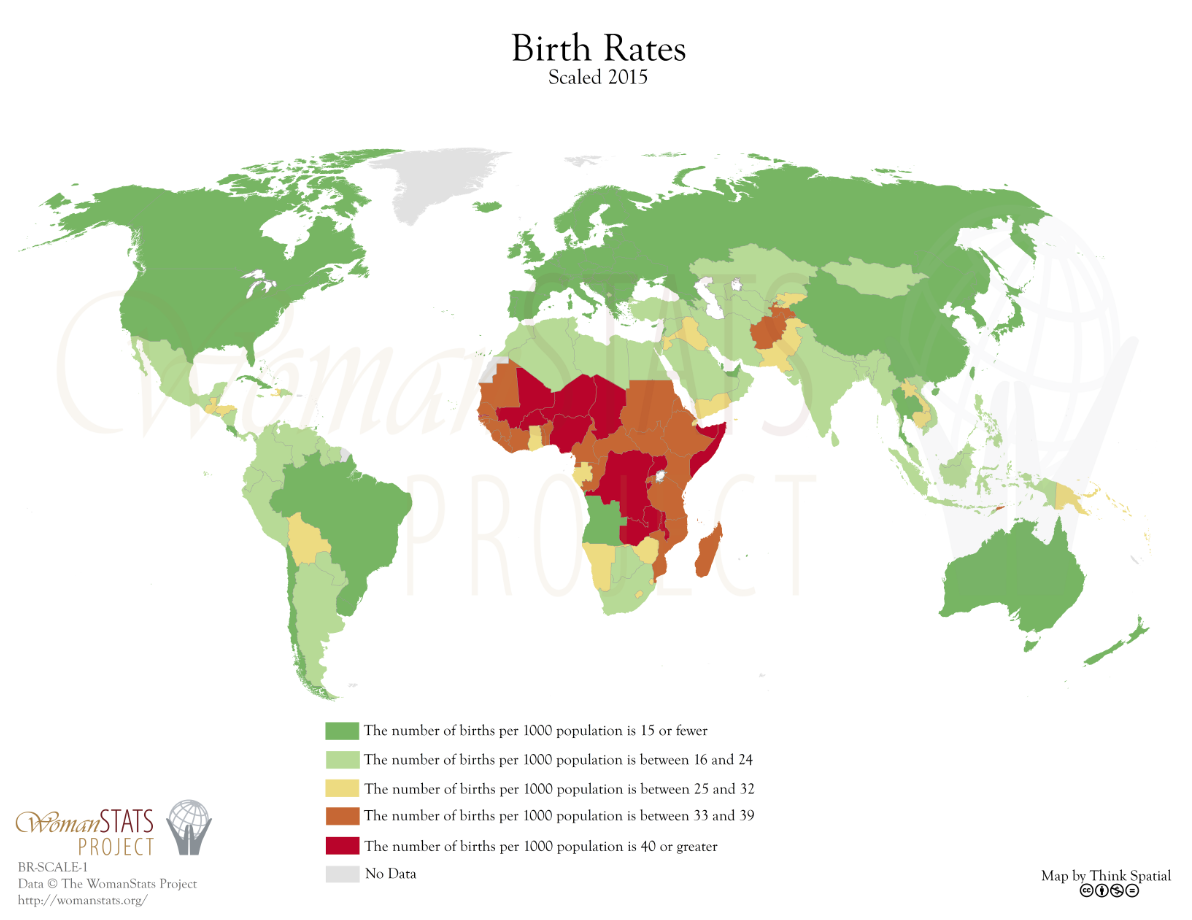 Birth Rates
Scaled 2015
WomanSTATS
PROJECT
The number of births per 1000 population is 15 or fewer
The number of births per 1000 population is between 16 and 24
The number of births per 1000 population is between 25 and 32
The number of births per 1000 population is between 33 and 39
The number of births per 1000 population is 40 or greater
No Data
WomanSTATS
PROJECT
BR-SCALE-1
Data © The WomanStats Project
http://womanstats.org/
Map by Think Spatial